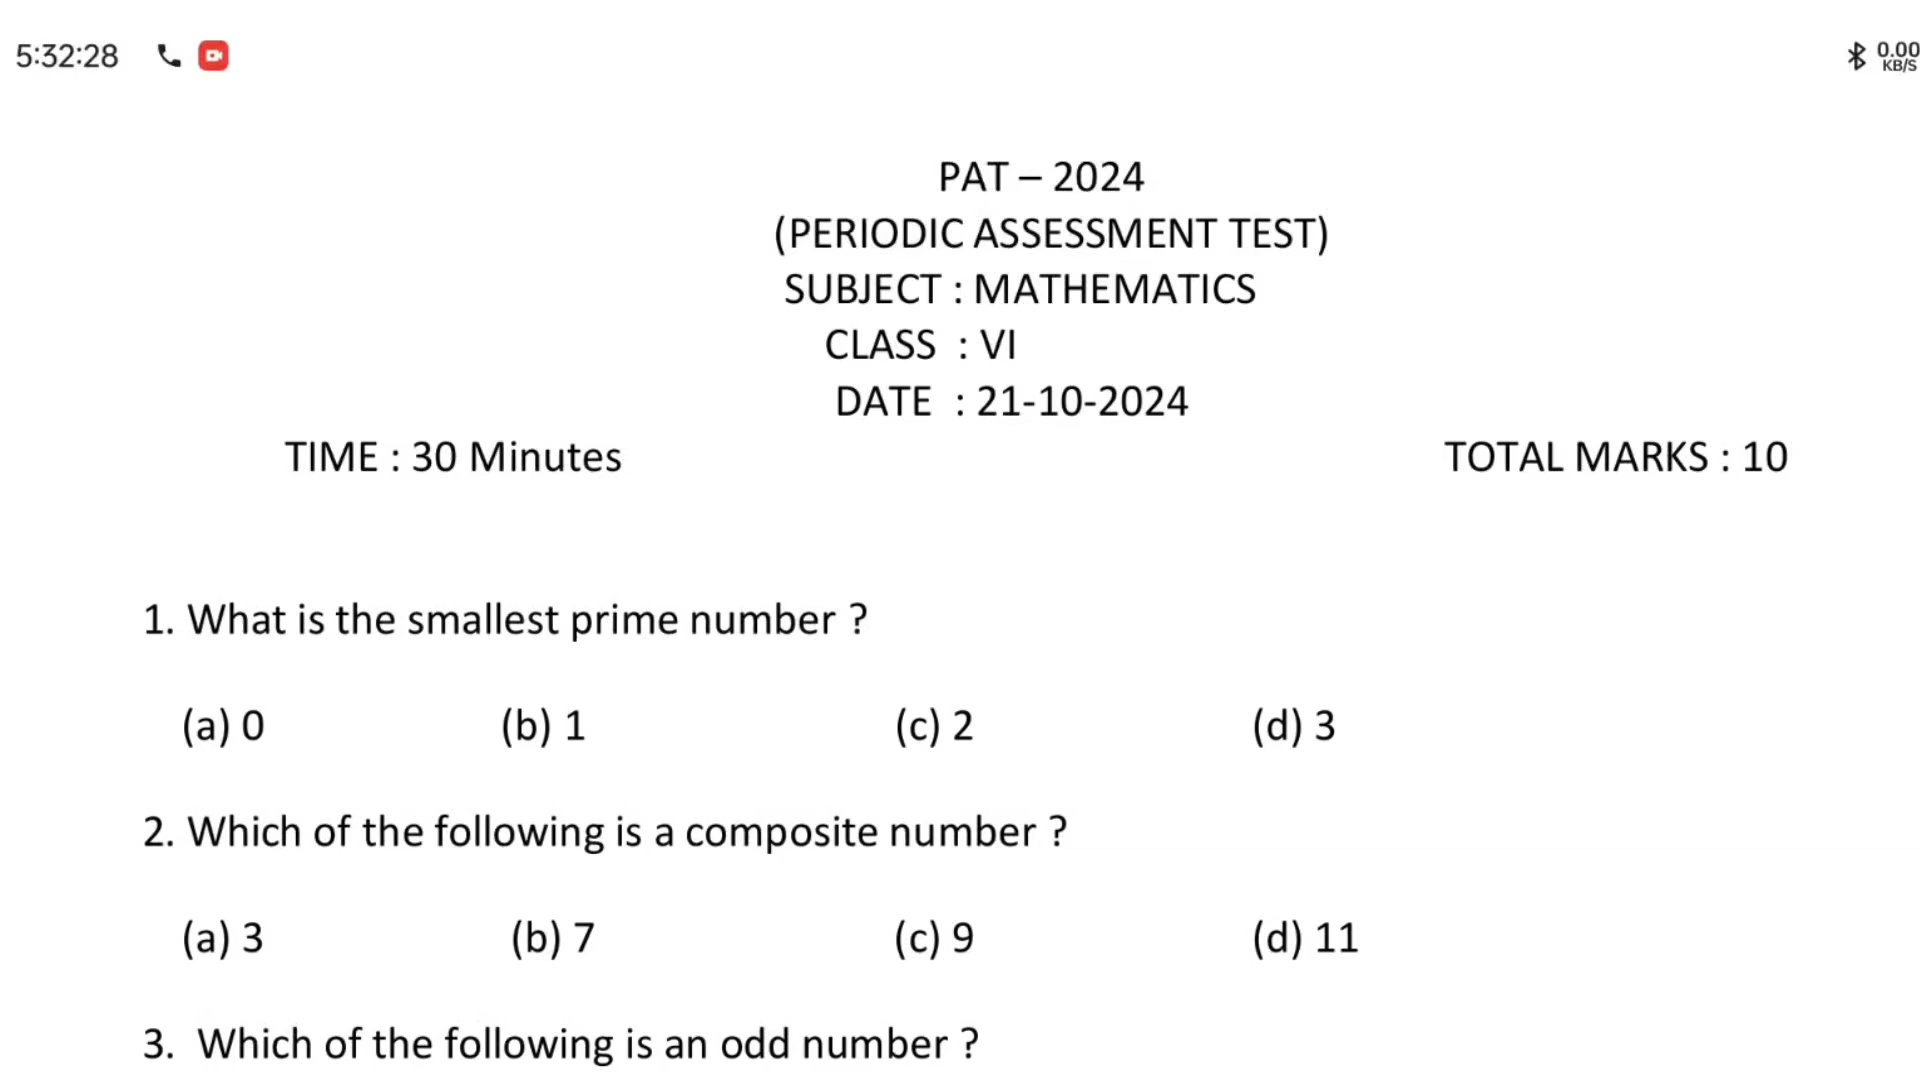 5:32:28
0.00
KB/S
PAT – 2024
(PERIODIC ASSESSMENT TEST)
SUBJECT : MATHEMATICS
CLASS : VI
DATE : 21-10-2024
TIME : 30 Minutes TOTAL MARKS : 10
1. What is the smallest prime number ?
(a) 0 (b) 1 (c) 2 (d) 3
2. Which of the following is a composite number ?
(a) 3 (b) 7 (c) 9 (d) 11
3. Which of the following is an odd number ?